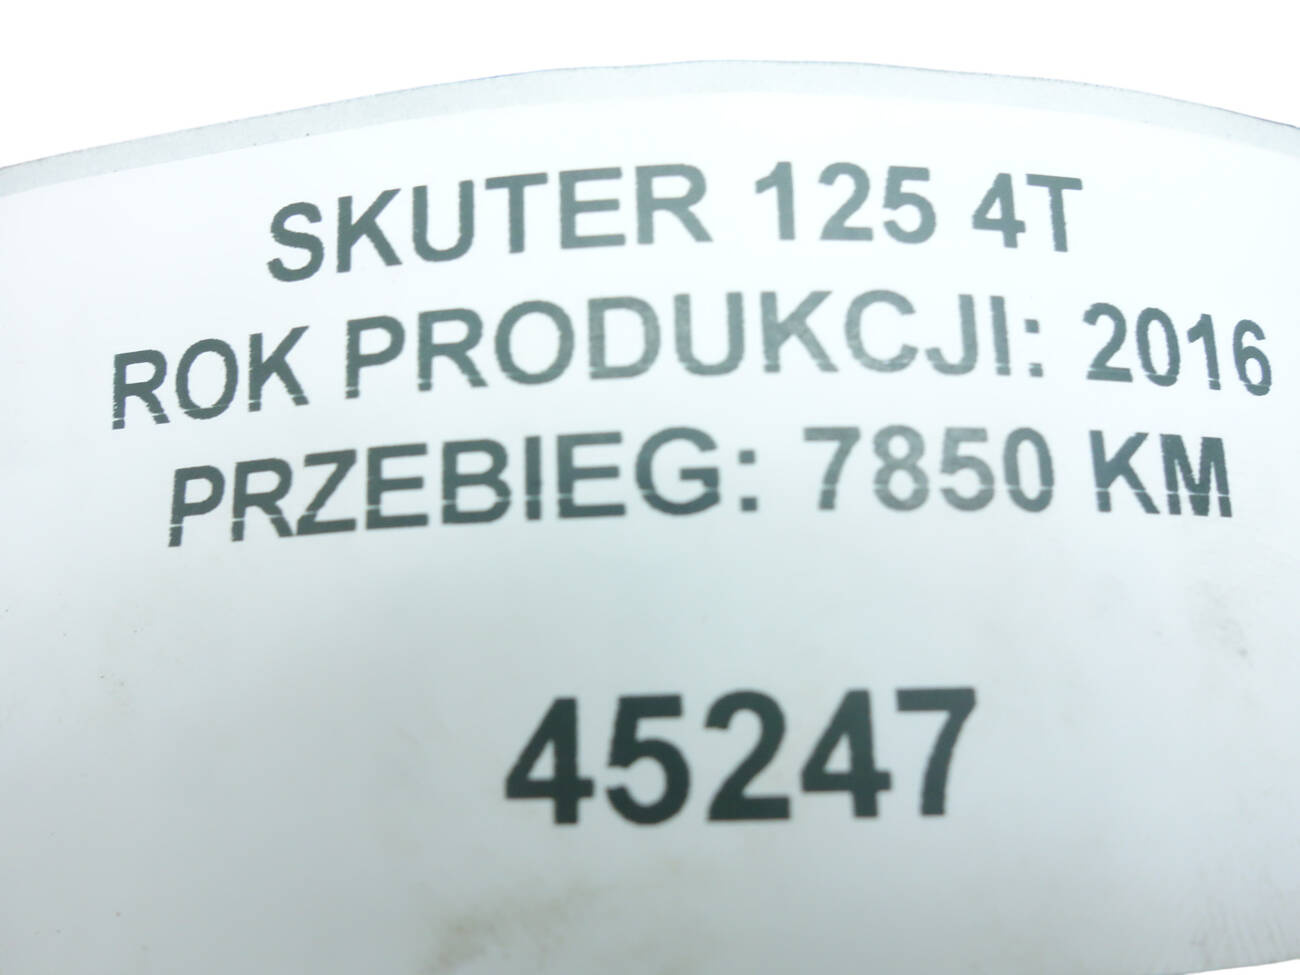 SKUTER 125 4T
ROK PRODUKCJI: 2016
PRZEBIEG: 7850 KM
45247